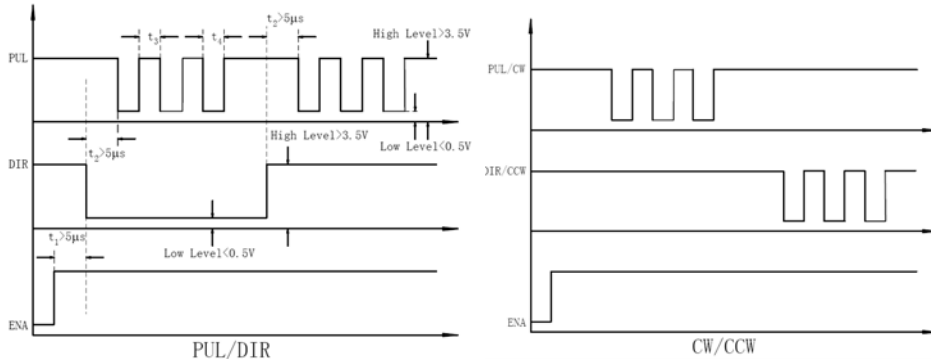 t₂>5μs
High Level>3.5V
t₃
t₄
PUL
High Level>3.5V
t₂>5μs
Low Level<0.5V
DIR
t₁>5μs
Low Level<0.5V
ENA
PUL/DIR
PUL/CW
DIR/CCW
ENA
CW/CCW